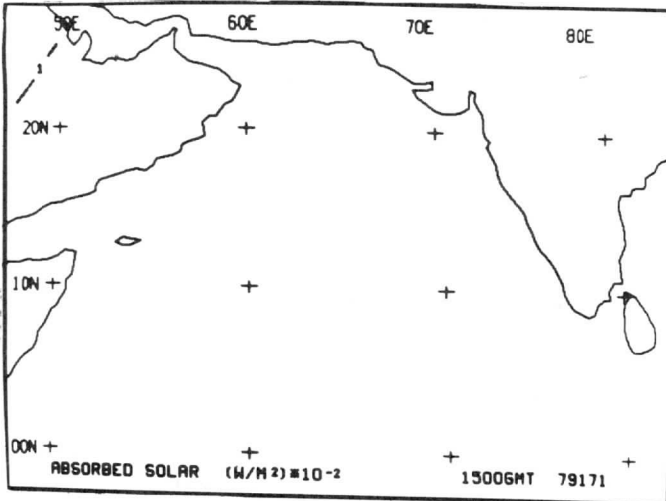 50E 60E 70E 80E
1
20N
10N
00N
ABSORBED SOLAR (W/M²)*10⁻² 1500GMT 79171